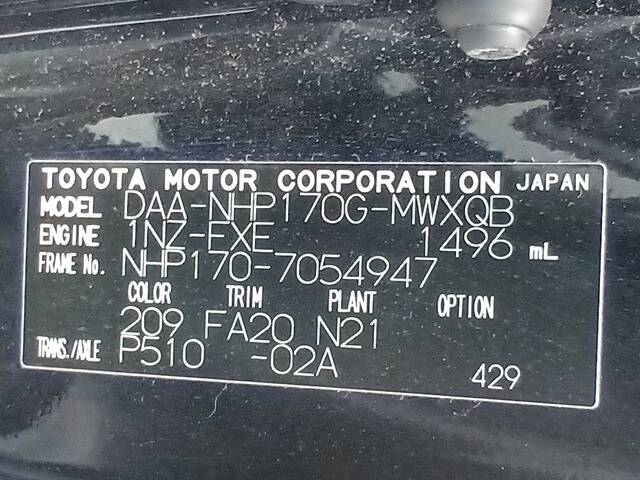 TOYOTA MOTOR CORPORATION JAPAN
MODEL DAA-NHP170G-MWXQB
ENGINE 1NZ-FXE 1496 mL
FRAME No. NHP170-7054947
COLOR TRIM PLANT OPTION
209 FA20 N21
TRANS./AXLE P510 -02A 429